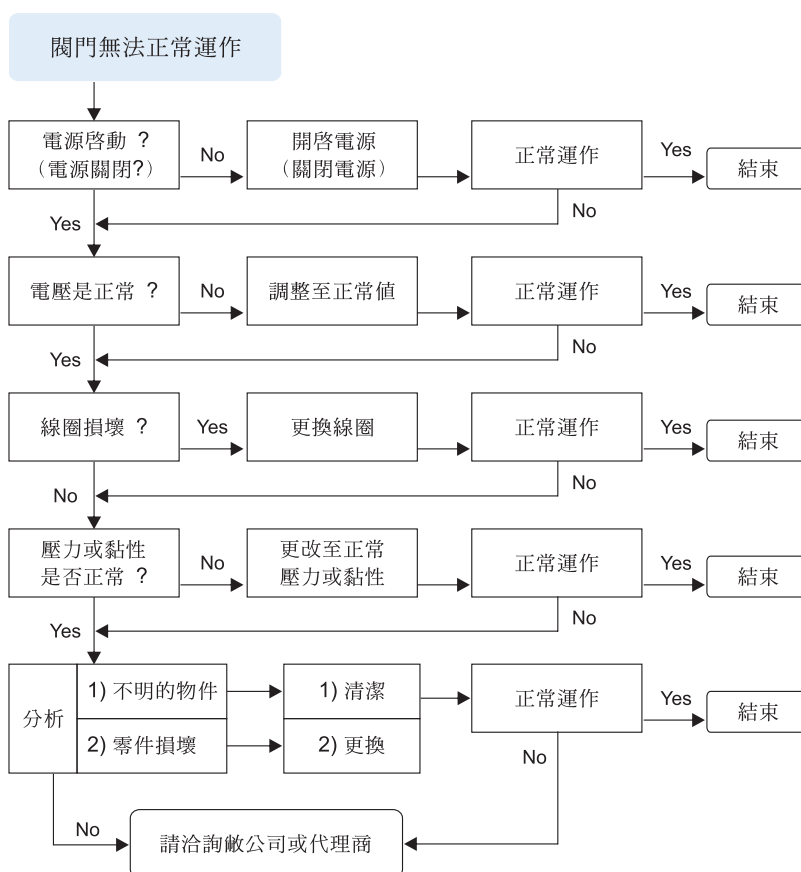 閥門無法正常運作
電源啓動 ?
(電源關閉?)
No
開啓電源
(關閉電源)
正常運作
Yes
結束
Yes
No
電壓是正常 ?
No
調整至正常値
正常運作
Yes
結束
Yes
No
線圈損壞 ?
Yes
更換線圈
正常運作
Yes
結束
No
No
壓力或黏性
是否正常 ?
No
更改至正常
壓力或黏性
正常運作
Yes
結束
Yes
No
分析
1) 不明的物件
1) 清潔
2) 零件損壞
2) 更換
正常運作
Yes
結束
No
No
請洽詢敝公司或代理商